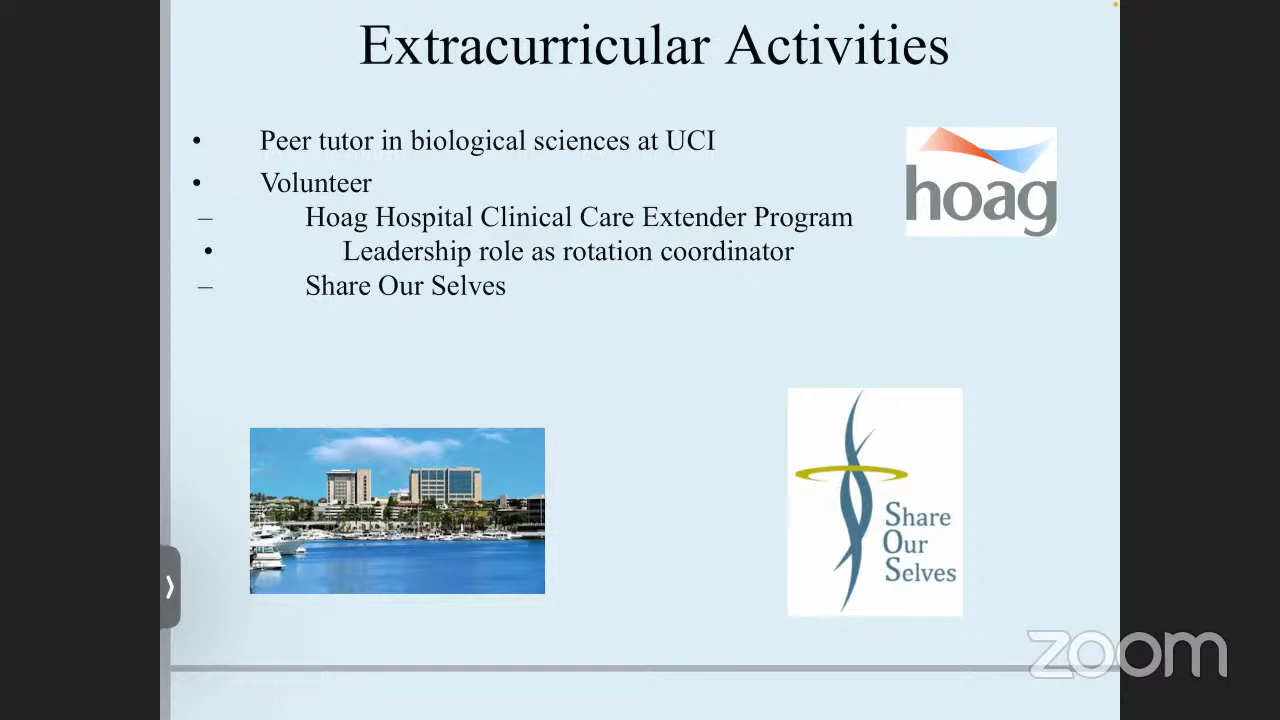 Extracurricular Activities
• Peer tutor in biological sciences at UCI
• Volunteer
– Hoag Hospital Clinical Care Extender Program
• Leadership role as rotation coordinator
– Share Our Selves
hoag
Share
Our
Selves
zoom